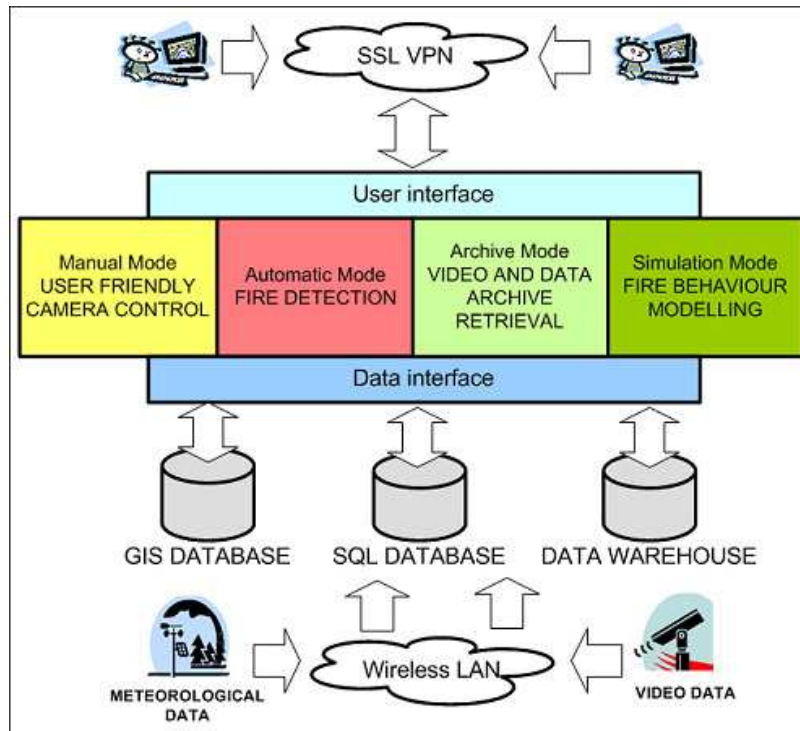 SSL VPN
User interface
Manual Mode
USER FRIENDLY
CAMERA CONTROL
Automatic Mode
FIRE DETECTION
Archive Mode
VIDEO AND DATA
ARCHIVE
RETRIEVAL
Simulation Mode
FIRE BEHAVIOUR
MODELLING
Data interface
GIS DATABASE
SQL DATABASE
DATA WAREHOUSE
METEOROLOGICAL
DATA
Wireless LAN
VIDEO DATA